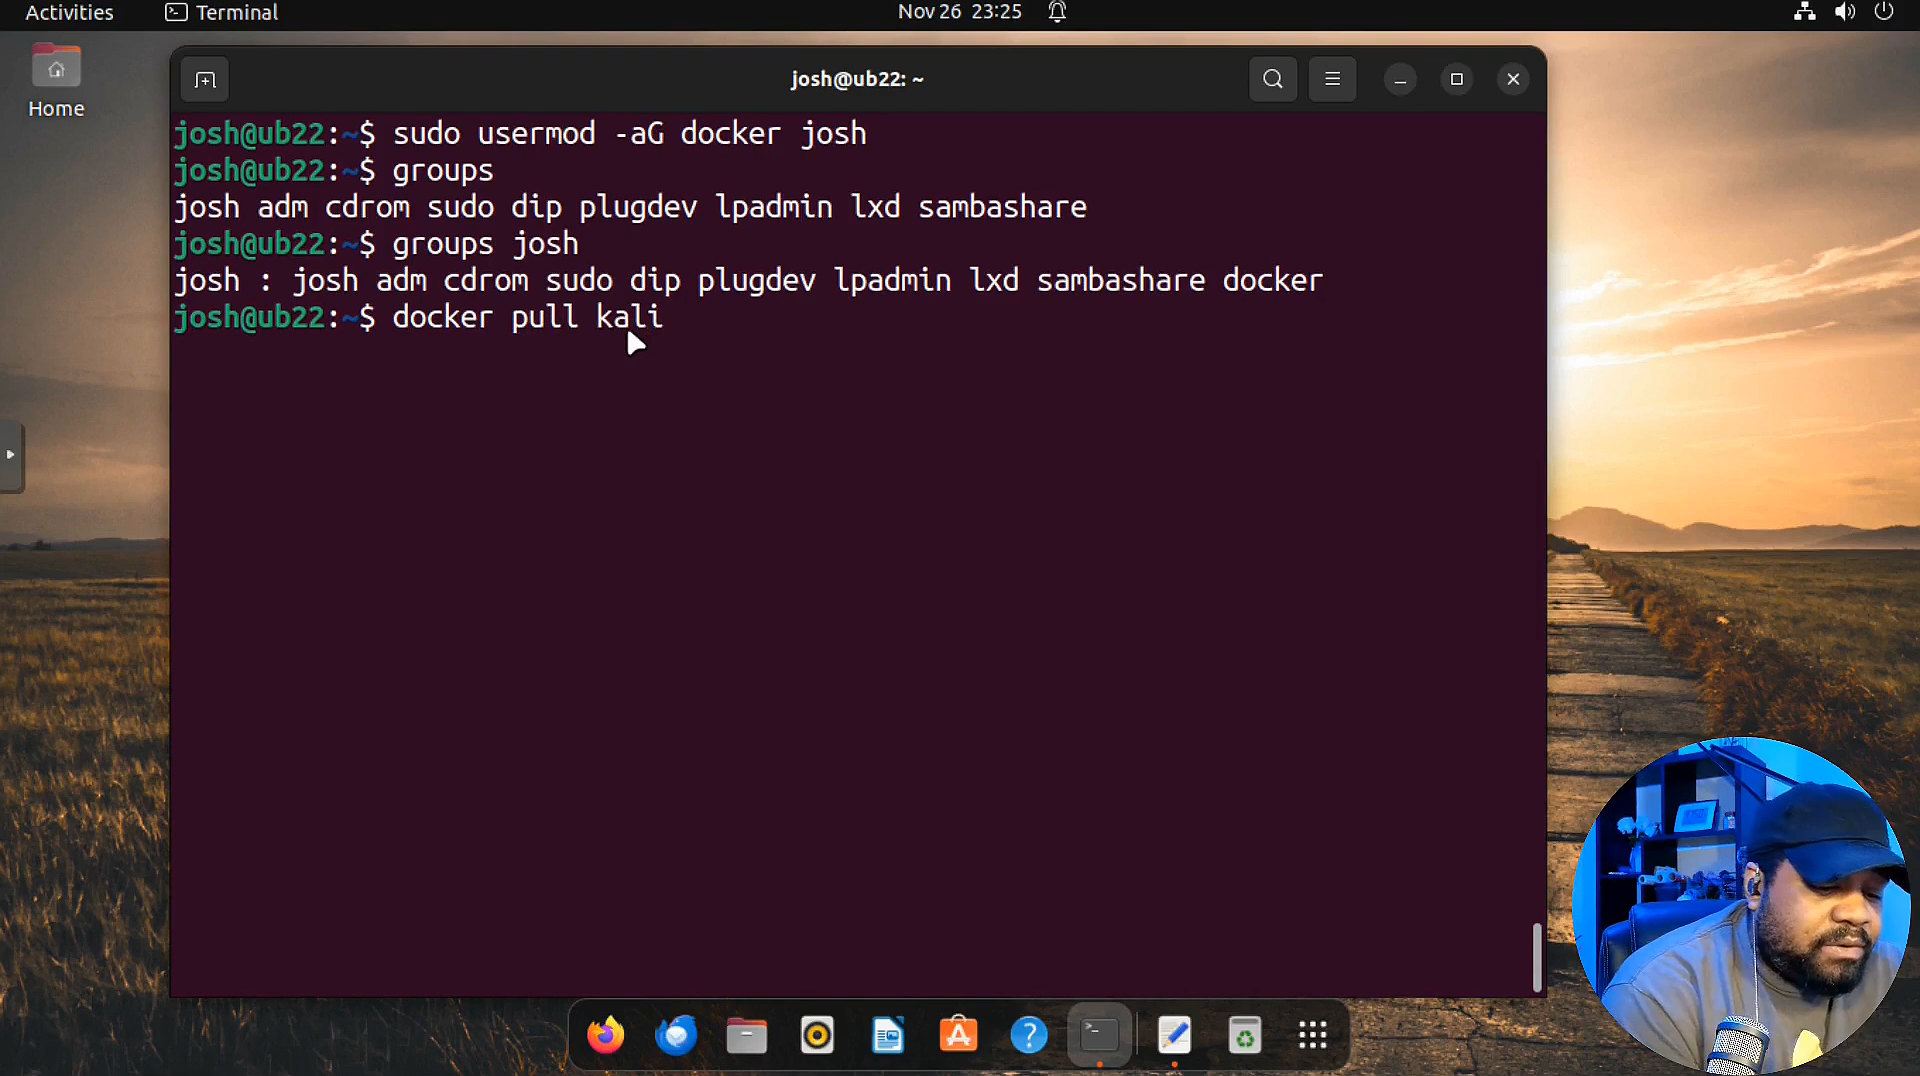 Activities
Terminal
Nov 26 23:25
Home
josh@ub22: ~
josh@ub22:~$ sudo usermod -aG docker josh
josh@ub22:~$ groups
josh adm cdrom sudo dip plugdev lpadmin lxd sambashare
josh@ub22:~$ groups josh
josh : josh adm cdrom sudo dip plugdev lpadmin lxd sambashare docker
josh@ub22:~$ docker pull kali